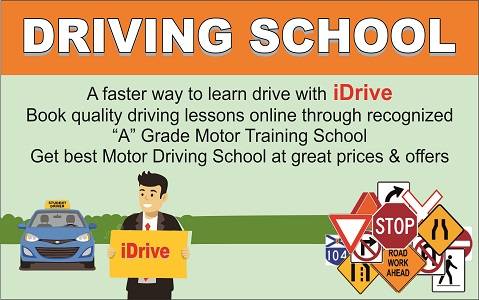 DRIVING SCHOOL
A faster way to learn drive with iDrive
Book quality driving lessons online through recognized
“A” Grade Motor Training School
Get best Motor Driving School at great prices & offers
STUDENT DRIVER
iDrive
STOP
104
ROAD
WORK
AHEAD